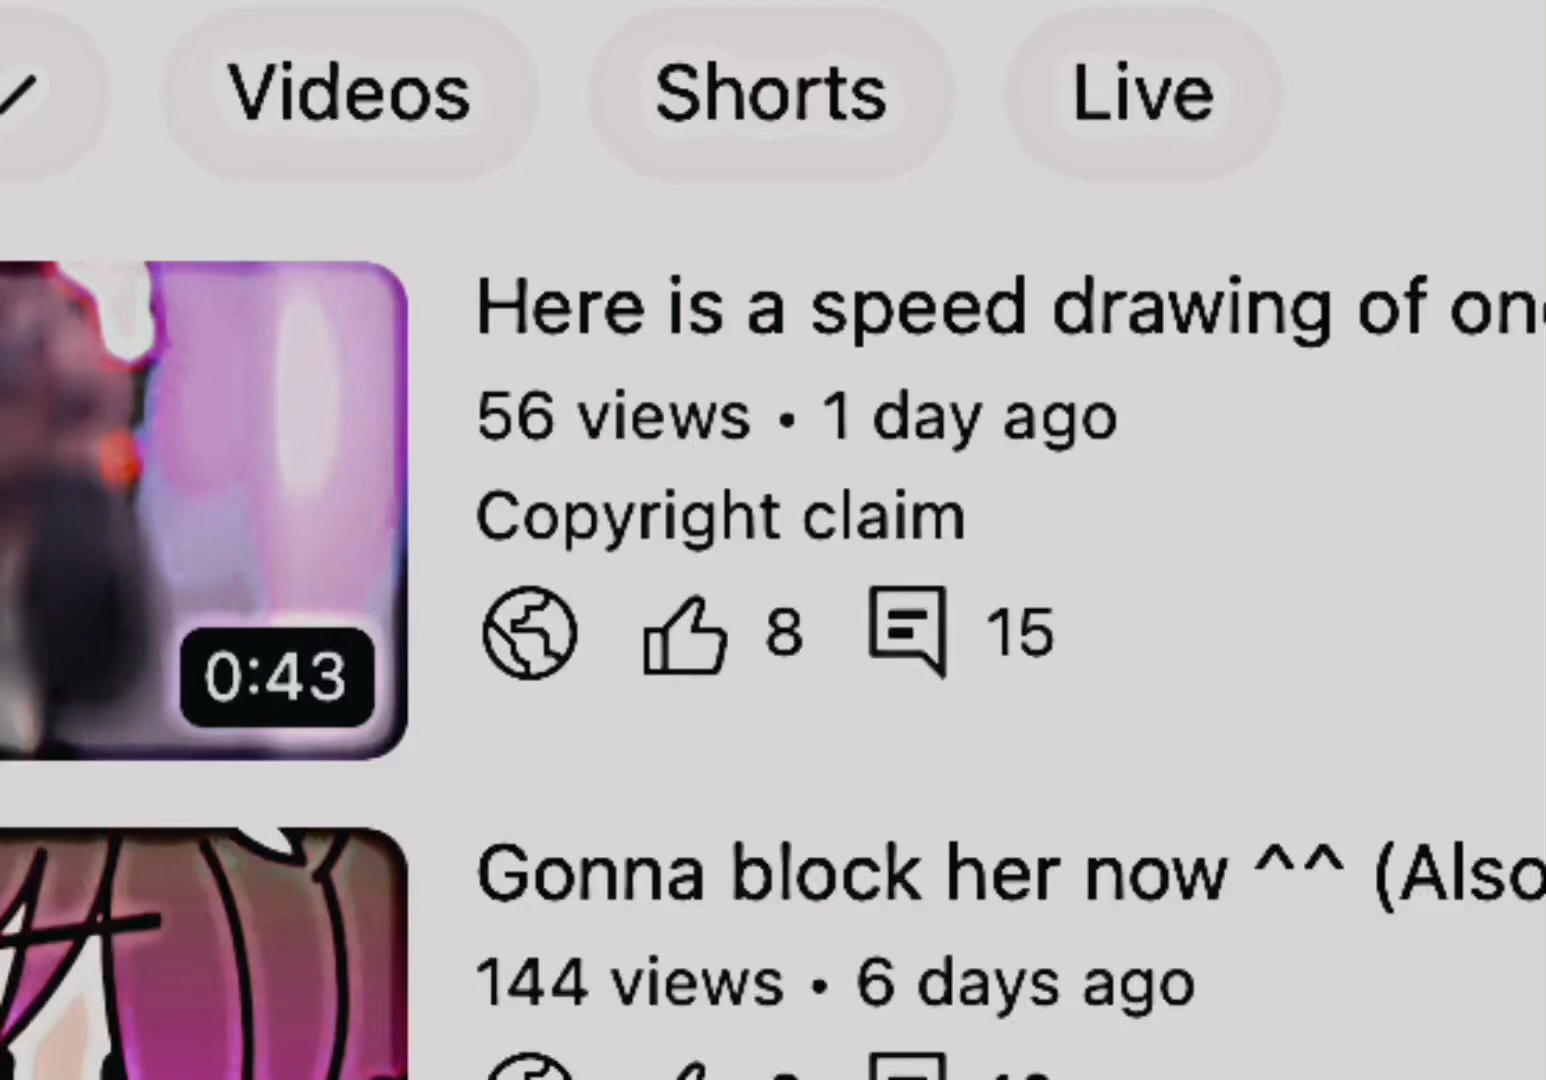 Videos Shorts Live
Here is a speed drawing of
56 views • 1 day ago
Copyright claim
8 15
0:43
Gonna block her now ^^ (Also
144 views • 6 days ago